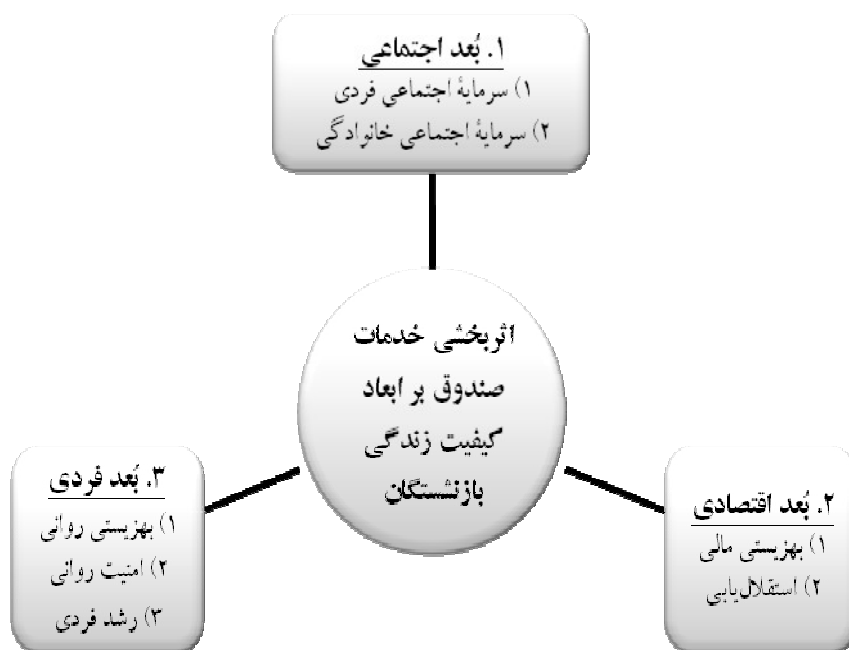 ۱. بُعد اجتماعی
۱) سرمایهٔ اجتماعی فردی
۲) سرمایهٔ اجتماعی خانوادگی
اثربخشی خدمات
صندوق بر ابعاد
کیفیت زندگی
بازنشستگان
۲. بُعد اقتصادی
۱) بهزیستی مالی
۲) استقلال‌یابی
۳. بُعد فردی
۱) بهزیستی روانی
۲) امنیت روانی
۳) رشد فردی